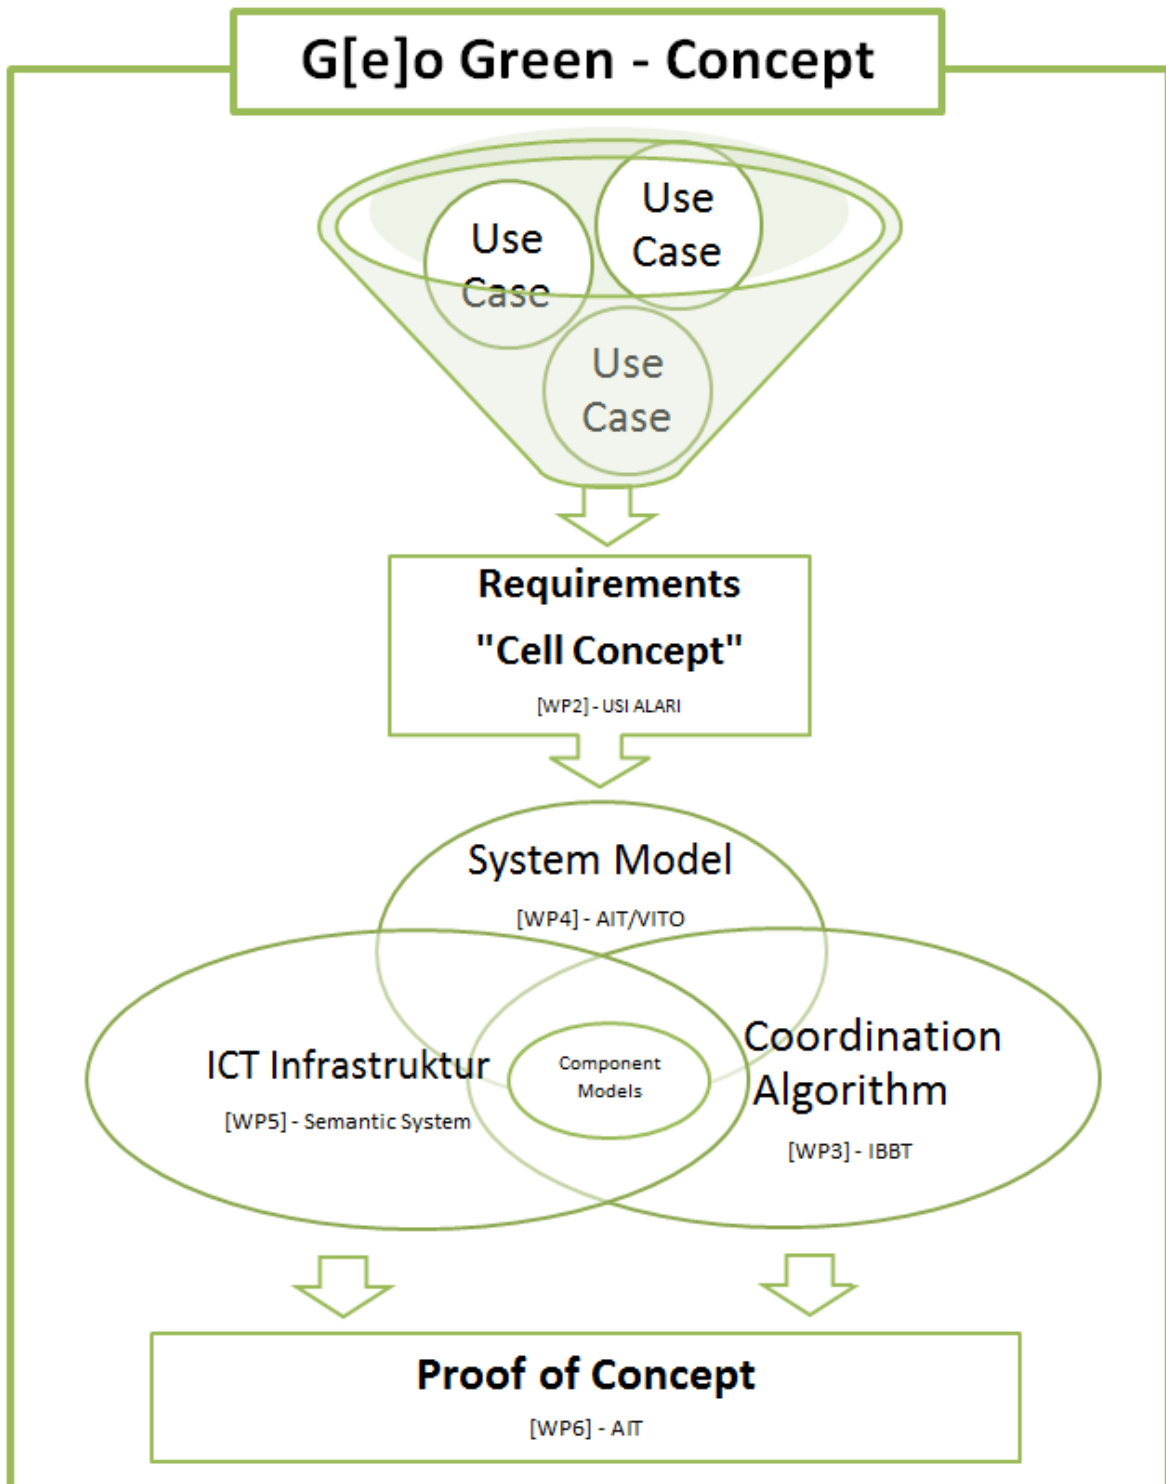 G[e]o Green - Concept
Use
Case
Use
Case
Use
Case
Requirements
"Cell Concept"
[WP2] - USI ALARI
System Model
[WP4] - AIT/VITO
ICT Infrastruktur
[WP5] - Semantic System
Component
Models
Coordination
Algorithm
[WP3] - IBBT
Proof of Concept
[WP6] - AIT